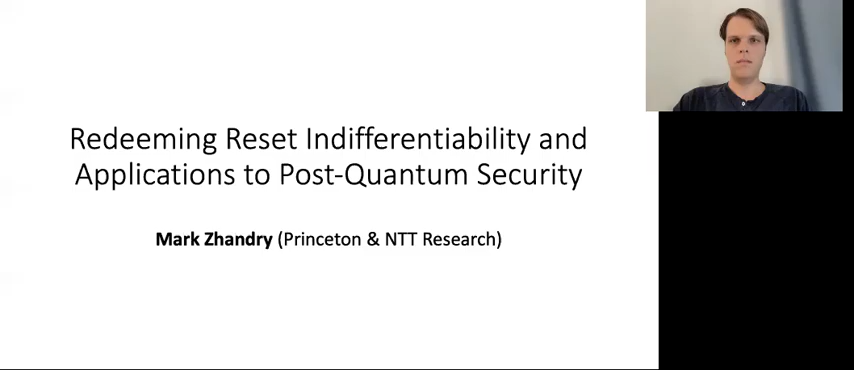 Redeeming Reset Indifferentiability and
Applications to Post-Quantum Security
Mark Zhandry (Princeton & NTT Research)